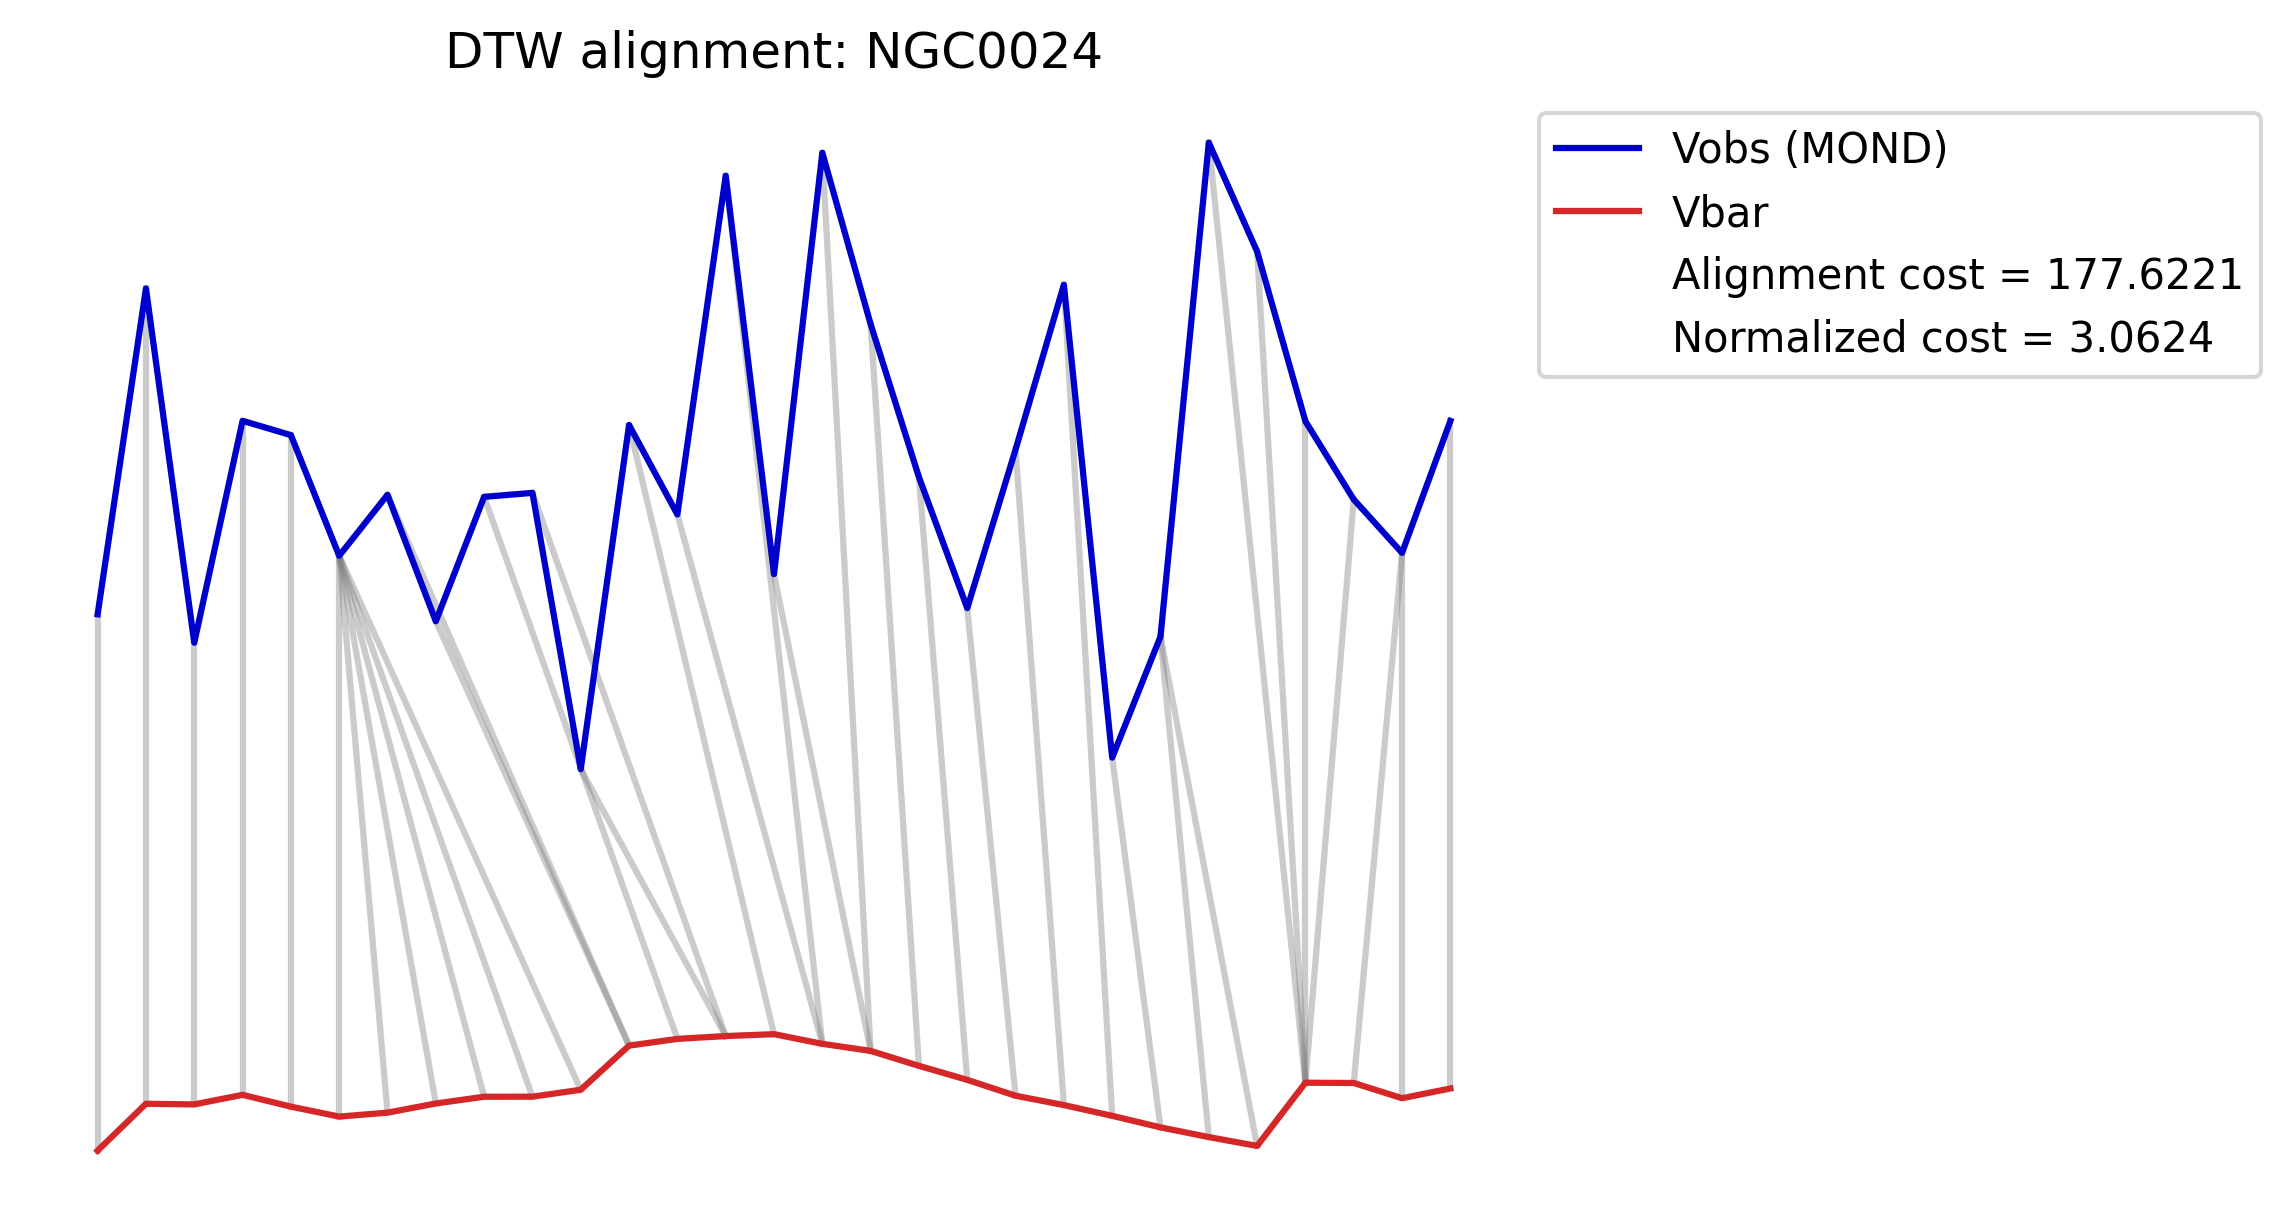 DTW alignment: NGC0024
Vobs (MOND)
Vbar
Alignment cost = 177.6221
Normalized cost = 3.0624